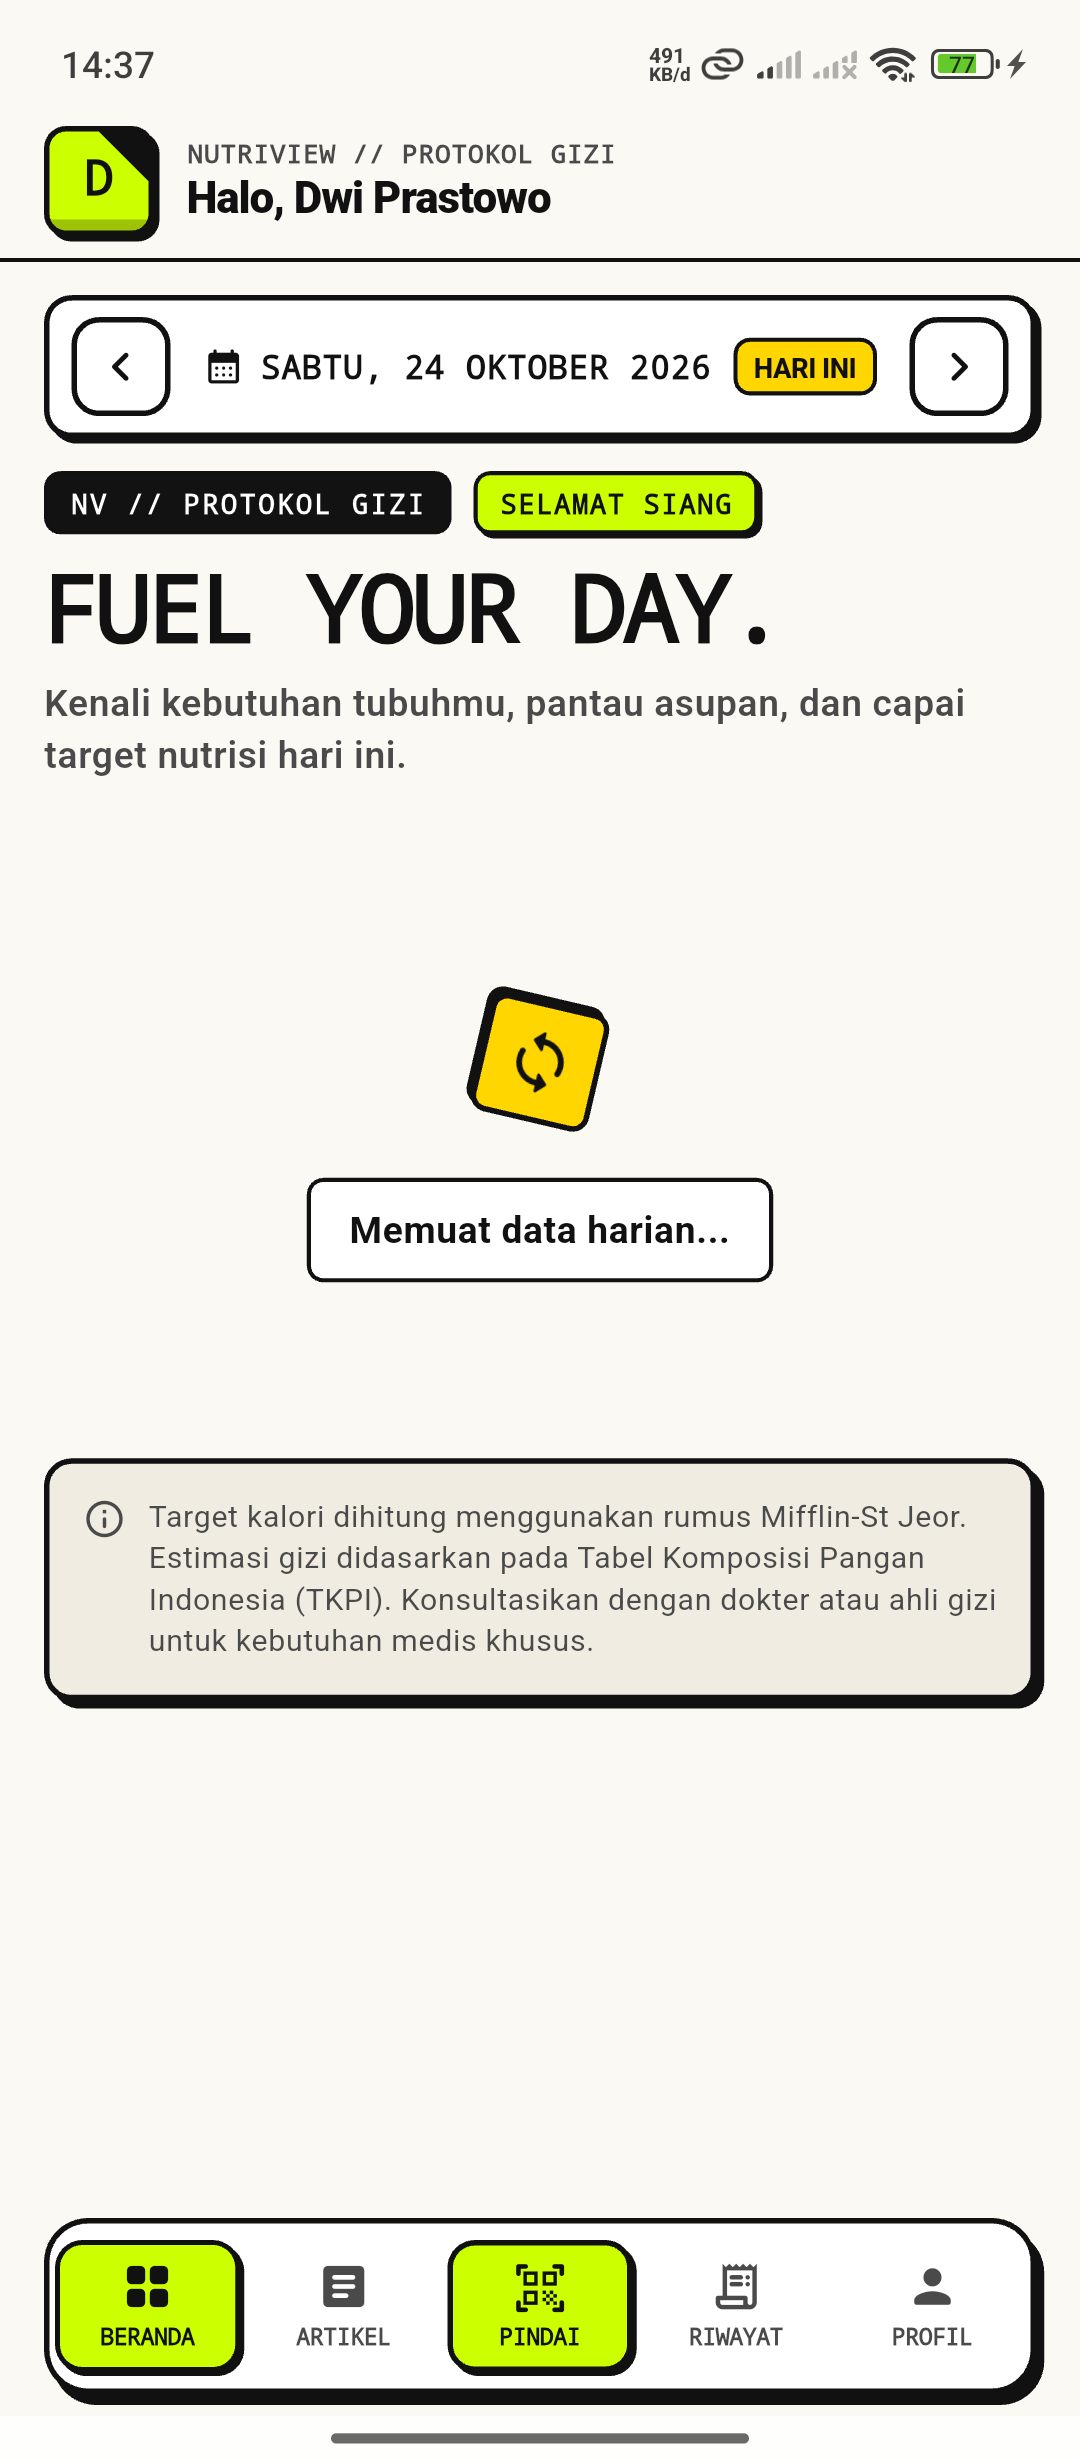 14:37
491
KB/d
77
D
NUTRIVIEW // PROTOKOL GIZI
Halo, Dwi Prastowo
SABTU, 24 OKTOBER 2026
HARI INI
NV // PROTOKOL GIZI
SELAMAT SIANG
FUEL YOUR DAY.
Kenali kebutuhan tubuhmu, pantau asupan, dan capai
target nutrisi hari ini.
Memuat data harian...
Target kalori dihitung menggunakan rumus Mifflin-St Jeor.
Estimasi gizi didasarkan pada Tabel Komposisi Pangan
Indonesia (TKPI). Konsultasikan dengan dokter atau ahli gizi
untuk kebutuhan medis khusus.
BERANDA
ARTIKEL
PINDAI
RIWAYAT
PROFIL